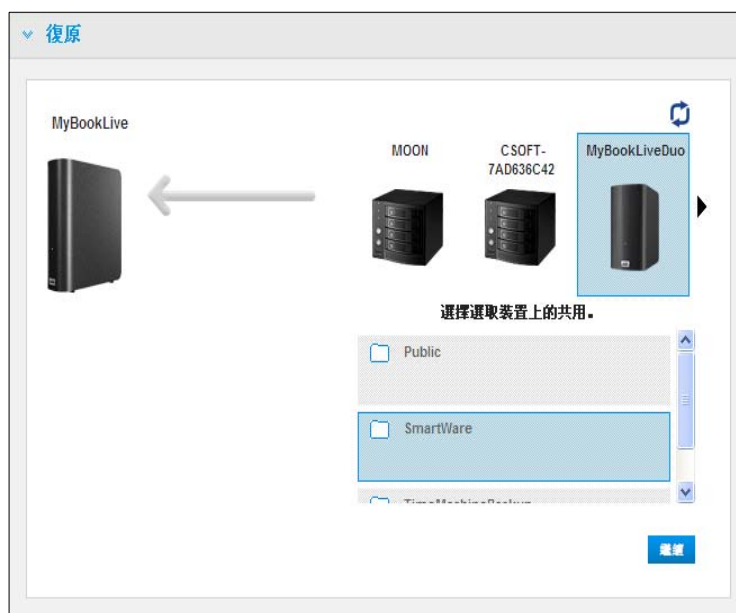 復原
MyBookLive
MOON
CSOFT-
7AD636C42
MyBookLiveDuo
選擇選取裝置上的共用。
Public
SmartWare
TimeMachineBackup
繼續